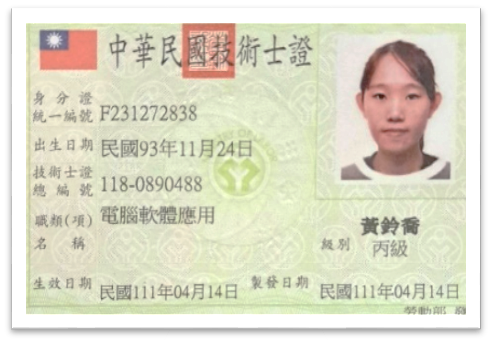 中華民國技術士證
身分證
統一編號 F231272838
出生日期 民國93年11月24日
技術士證
總編號 118-0890488
職類(項)
名稱 電腦軟體應用
黃鈴喬
級別 丙級
生效日期 民國111年04月14日 製發日期 民國111年04月14日
勞動部